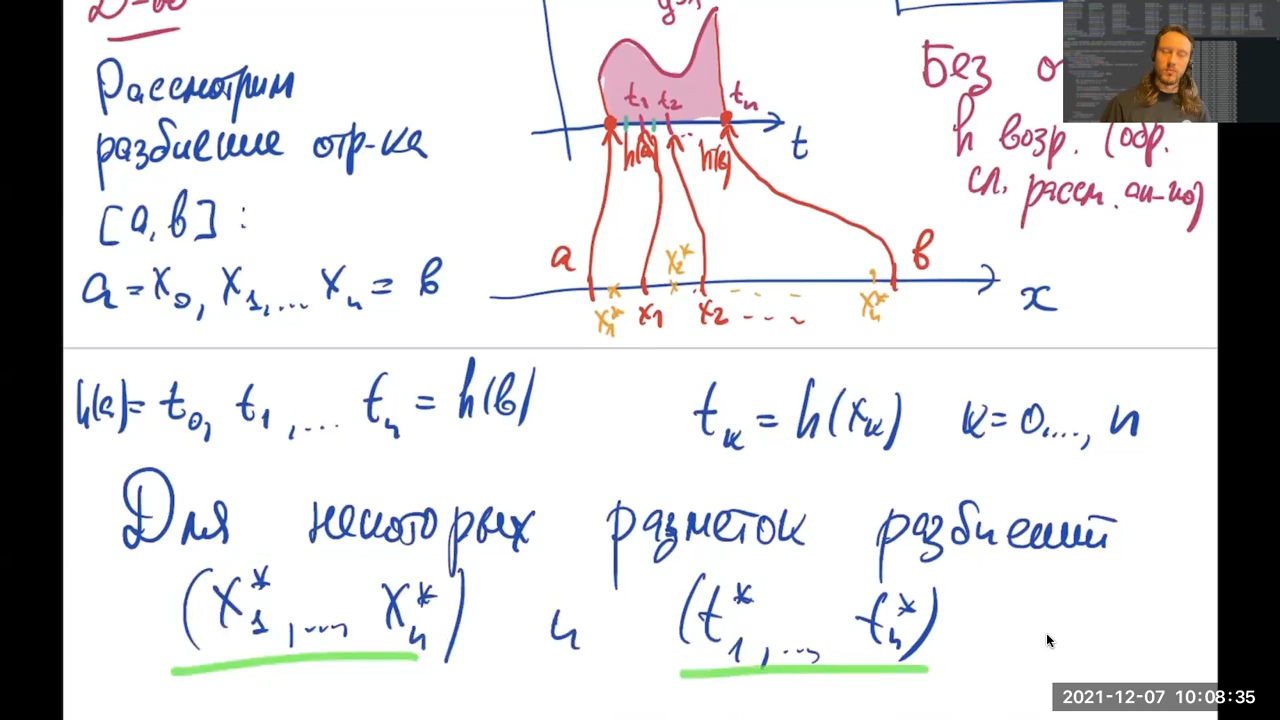 Д-во
Рассмотрим
разбиение отр-ка
[a, b] :
a = x₀, x₁, ... xₙ = b
t₁ t₂ tₙ
h(a) ... h(b)
t
a b
x₁* x₁ x₂* x₂ - - - xₙ*
x
Без
h возр. (обр.
сл. рассм. ан-но)
h(a) = t₀, t₁, ... tₙ = h(b) tₖ = h(xₖ) k = 0, ..., n
Для некоторых разметок разбиений
(x₁*, ... xₙ*) и (t₁*, ... tₙ*)
2021-12-07 10:08:35